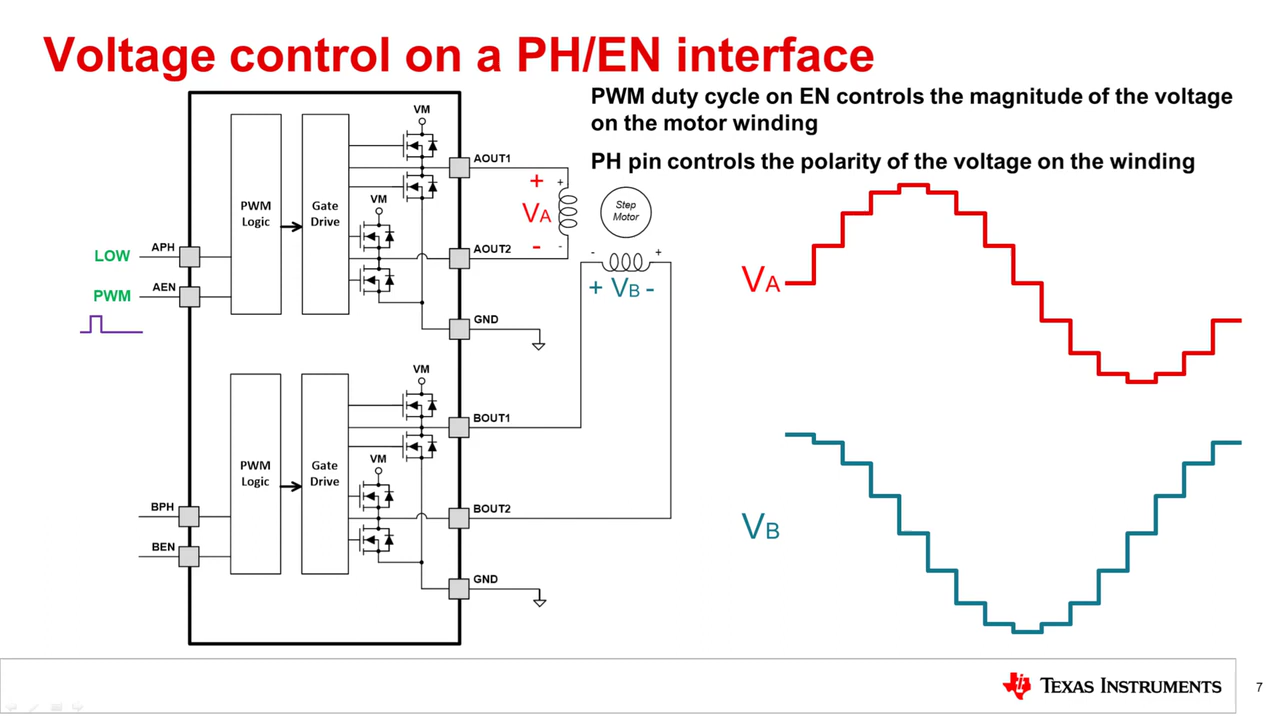 Voltage control on a PH/EN interface
PWM duty cycle on EN controls the magnitude of the voltage
on the motor winding
PH pin controls the polarity of the voltage on the winding
VM
AOUT1
PWM
Logic
Gate
Drive
VM
+
+
VA
-
-
Step
Motor
LOW
APH
AOUT2
-
+
PWM
AEN
+ VB -
GND
VA
VM
BOUT1
PWM
Logic
Gate
Drive
VM
BPH
BOUT2
BEN
GND
VB
TEXAS INSTRUMENTS
7